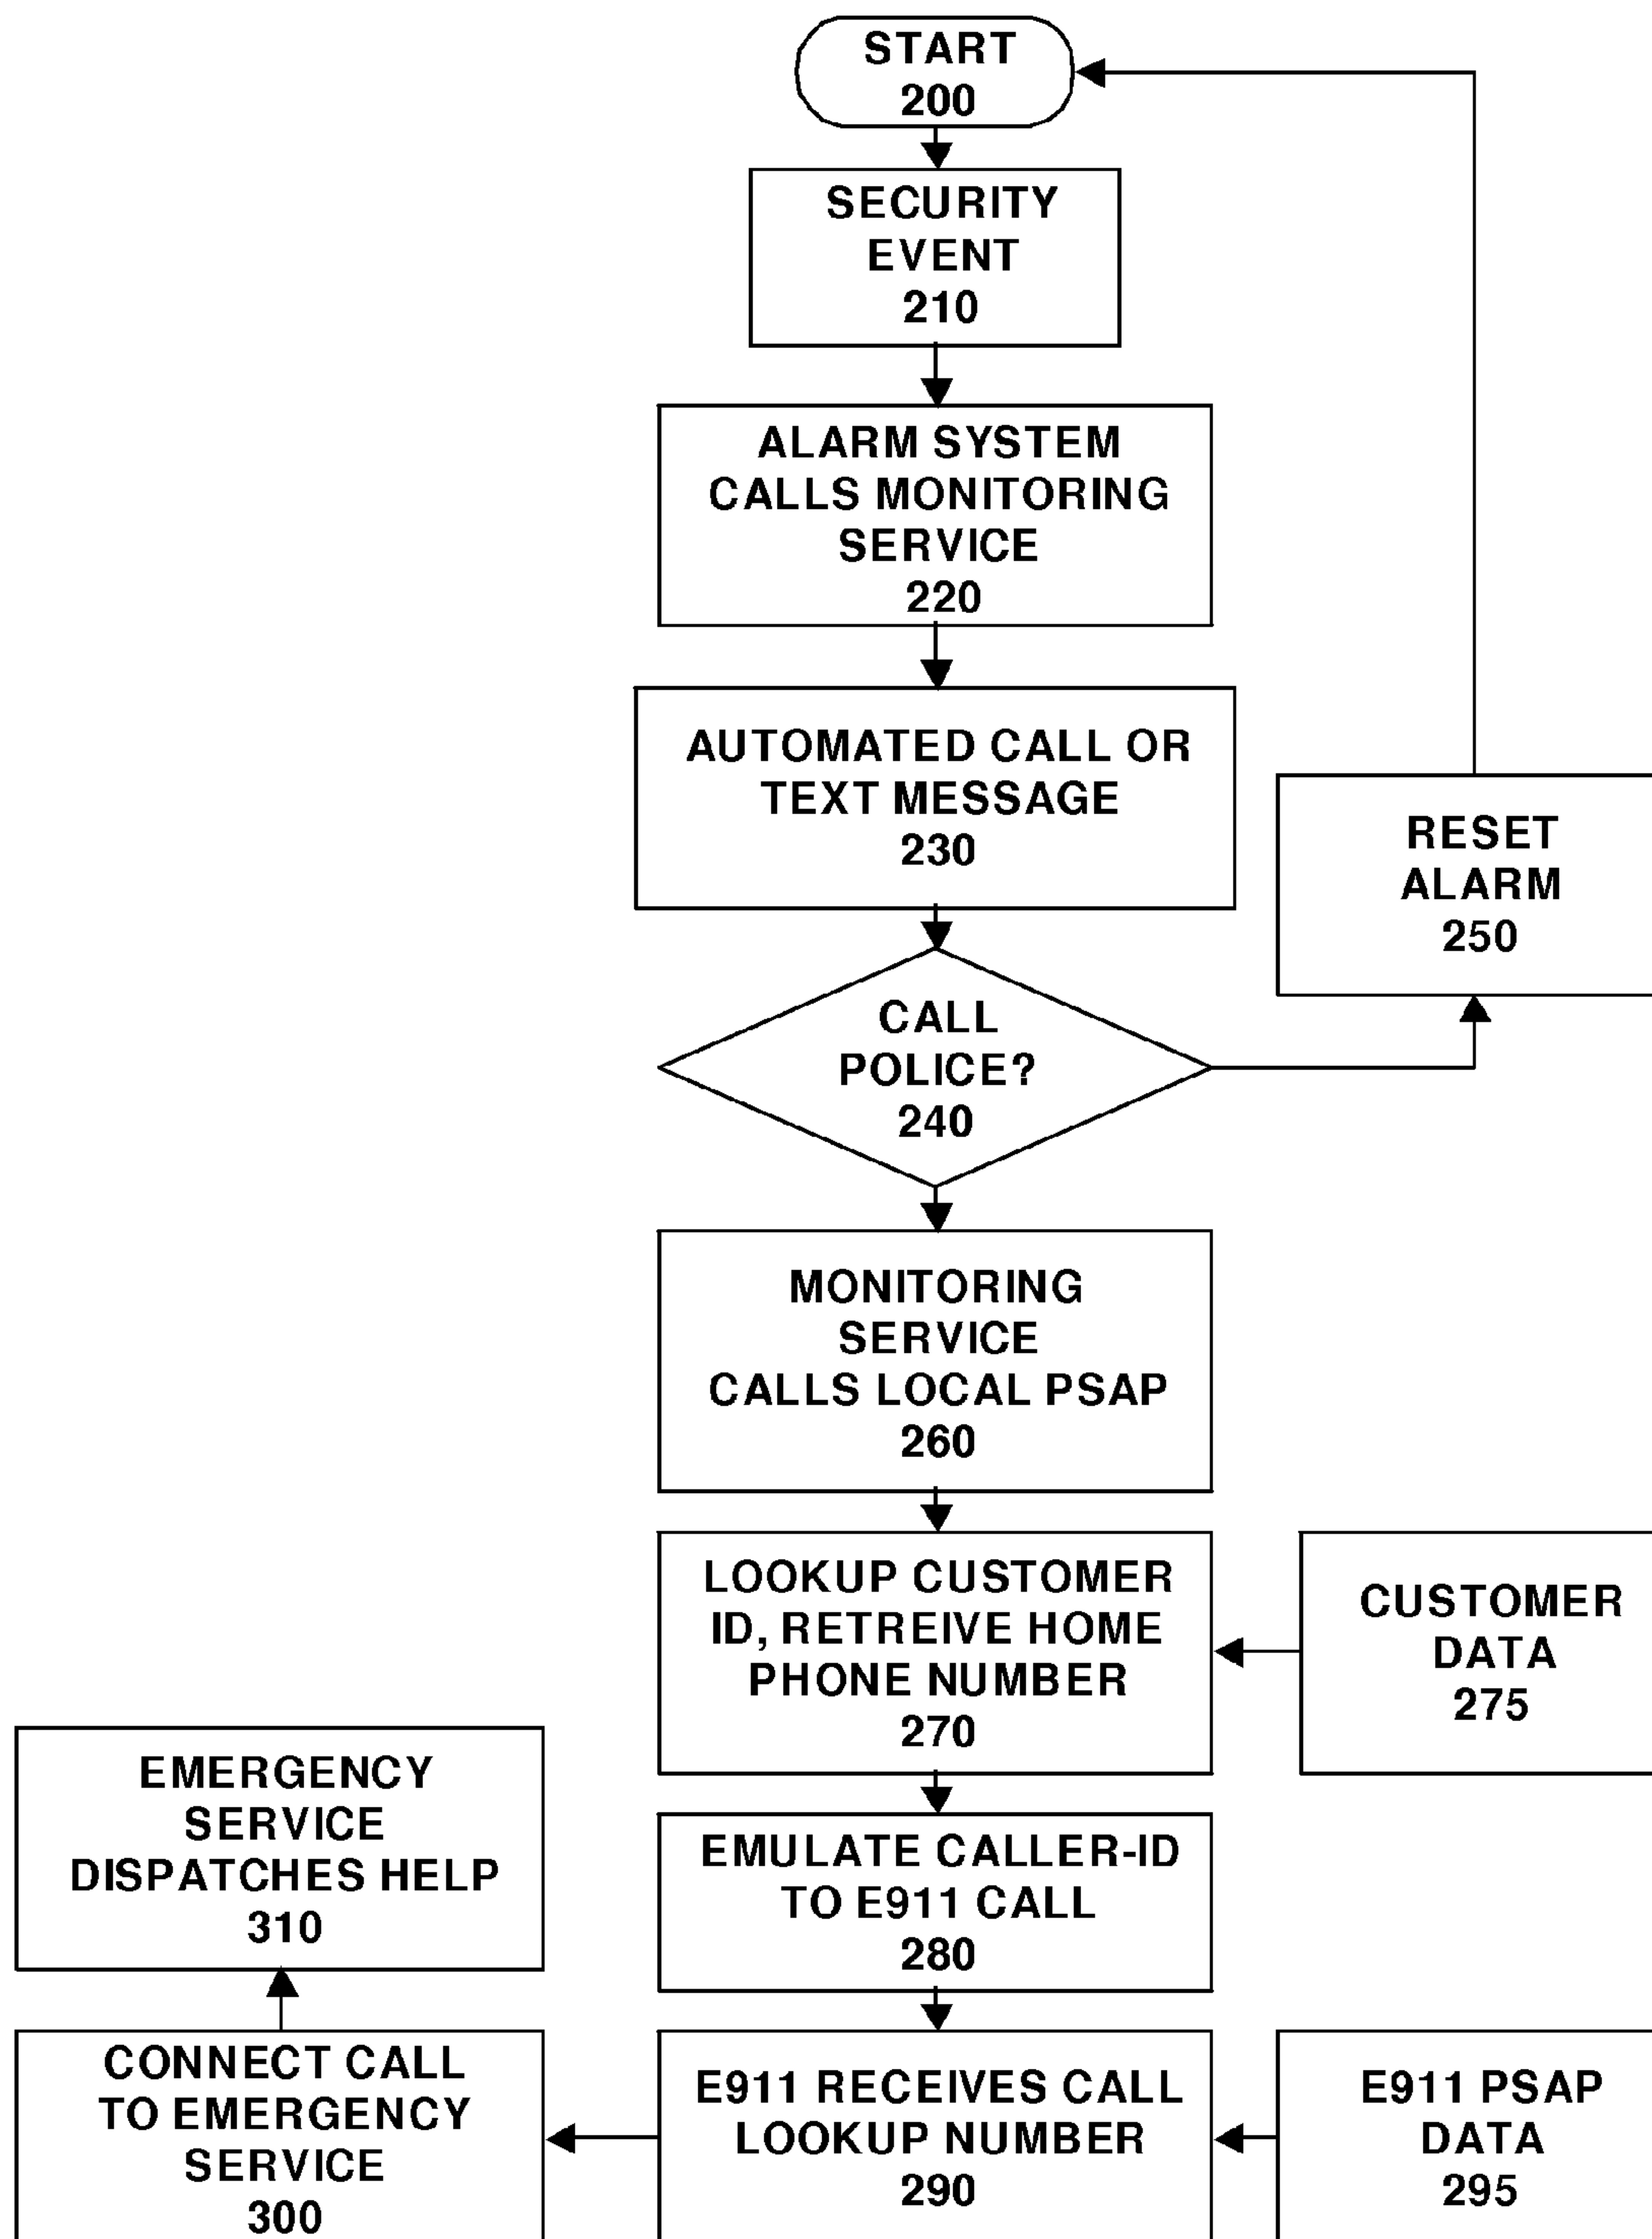 START
200
SECURITY
EVENT
210
ALARM SYSTEM
CALLS MONITORING
SERVICE
220
AUTOMATED CALL OR
TEXT MESSAGE
230
RESET
ALARM
250
CALL
POLICE?
240
MONITORING
SERVICE
CALLS LOCAL PSAP
260
LOOKUP CUSTOMER
ID, RETREIVE HOME
PHONE NUMBER
270
CUSTOMER
DATA
275
EMULATE CALLER-ID
TO E911 CALL
280
E911 RECEIVES CALL
LOOKUP NUMBER
290
E911 PSAP
DATA
295
CONNECT CALL
TO EMERGENCY
SERVICE
300
EMERGENCY
SERVICE
DISPATCHES HELP
310